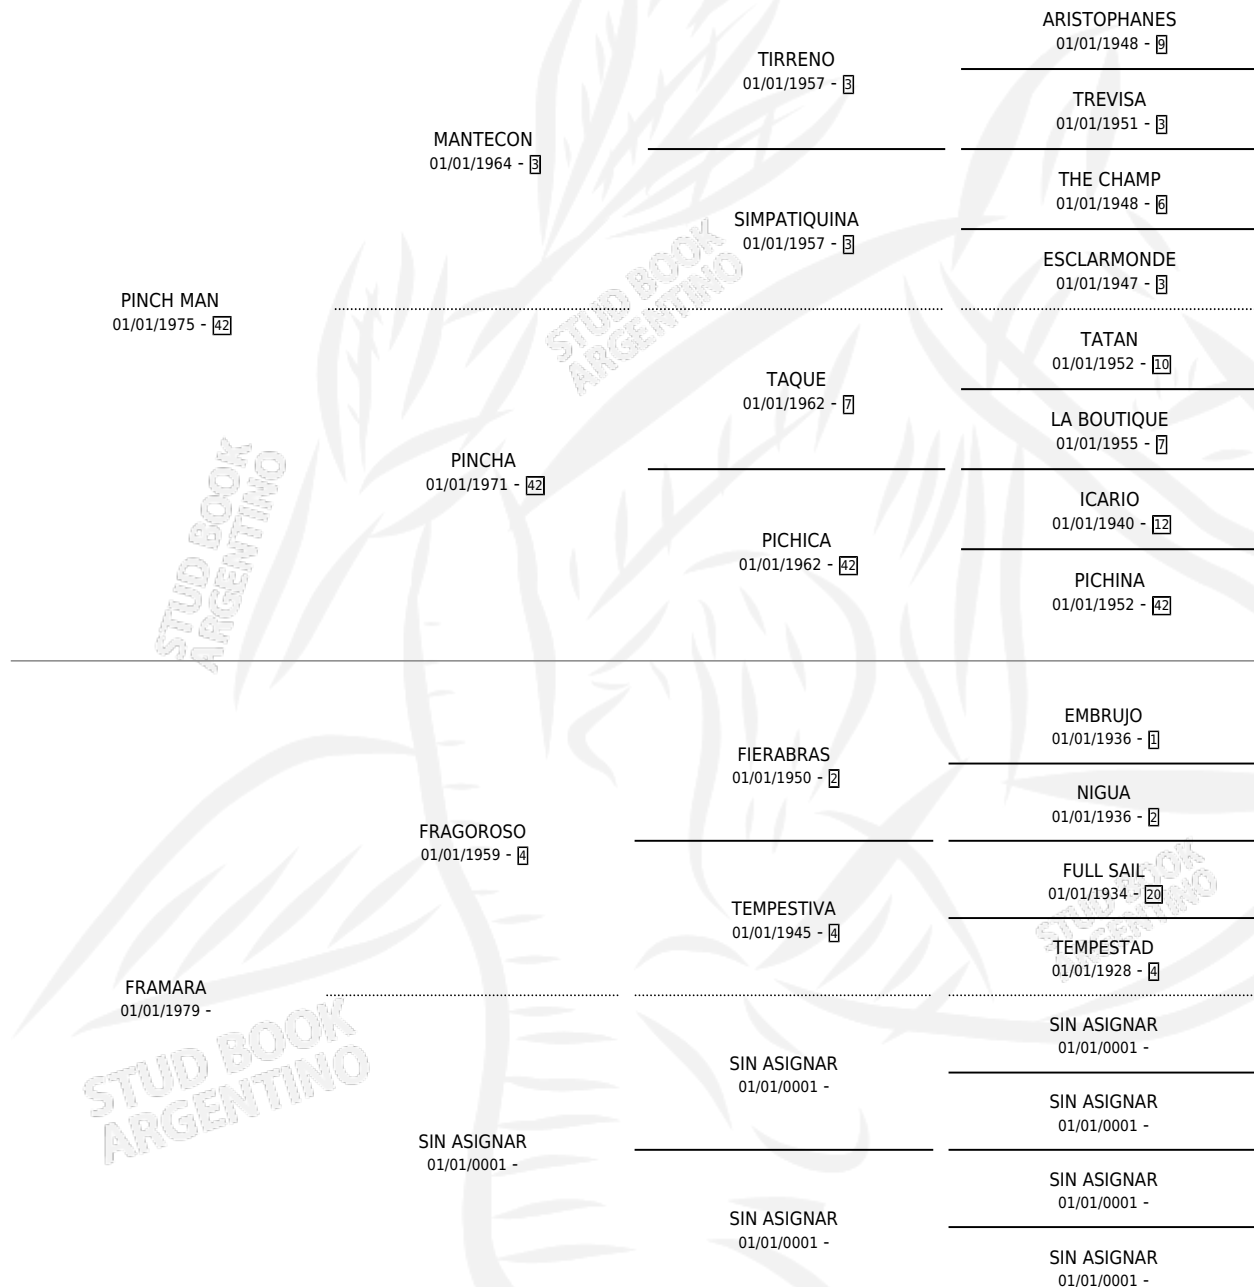 PINCH MAN
01/01/1975 - 42
MANTECON
01/01/1964 - 3
PINCHA
01/01/1971 - 42
TIRRENO
01/01/1957 - 3
SIMPATIQUINA
01/01/1957 - 3
TAQUE
01/01/1962 - 7
PICHICA
01/01/1962 - 42
ARISTOPHANES
01/01/1948 - 9
TREVISA
01/01/1951 - 3
THE CHAMP
01/01/1948 - 6
ESCLARMONDE
01/01/1947 - 3
TATAN
01/01/1952 - 10
LA BOUTIQUE
01/01/1955 - 7
ICARIO
01/01/1940 - 12
PICHINA
01/01/1952 - 42
FRAMARA
01/01/1979 -
FRAGOROSO
01/01/1959 - 4
SIN ASIGNAR
01/01/0001 -
FIERABRAS
01/01/1950 - 2
TEMPESTIVA
01/01/1945 - 4
SIN ASIGNAR
01/01/0001 -
SIN ASIGNAR
01/01/0001 -
EMBRUJO
01/01/1936 - 1
NIGUA
01/01/1936 - 2
FULL SAIL
01/01/1934 - 20
TEMPESTAD
01/01/1928 - 4
SIN ASIGNAR
01/01/0001 -
SIN ASIGNAR
01/01/0001 -
SIN ASIGNAR
01/01/0001 -
SIN ASIGNAR
01/01/0001 -
STUD BOOK
ARGENTINO
STUD BOOK
ARGENTINO
STUD BOOK
ARGENTINO
STUD BOOK
ARGENTINO